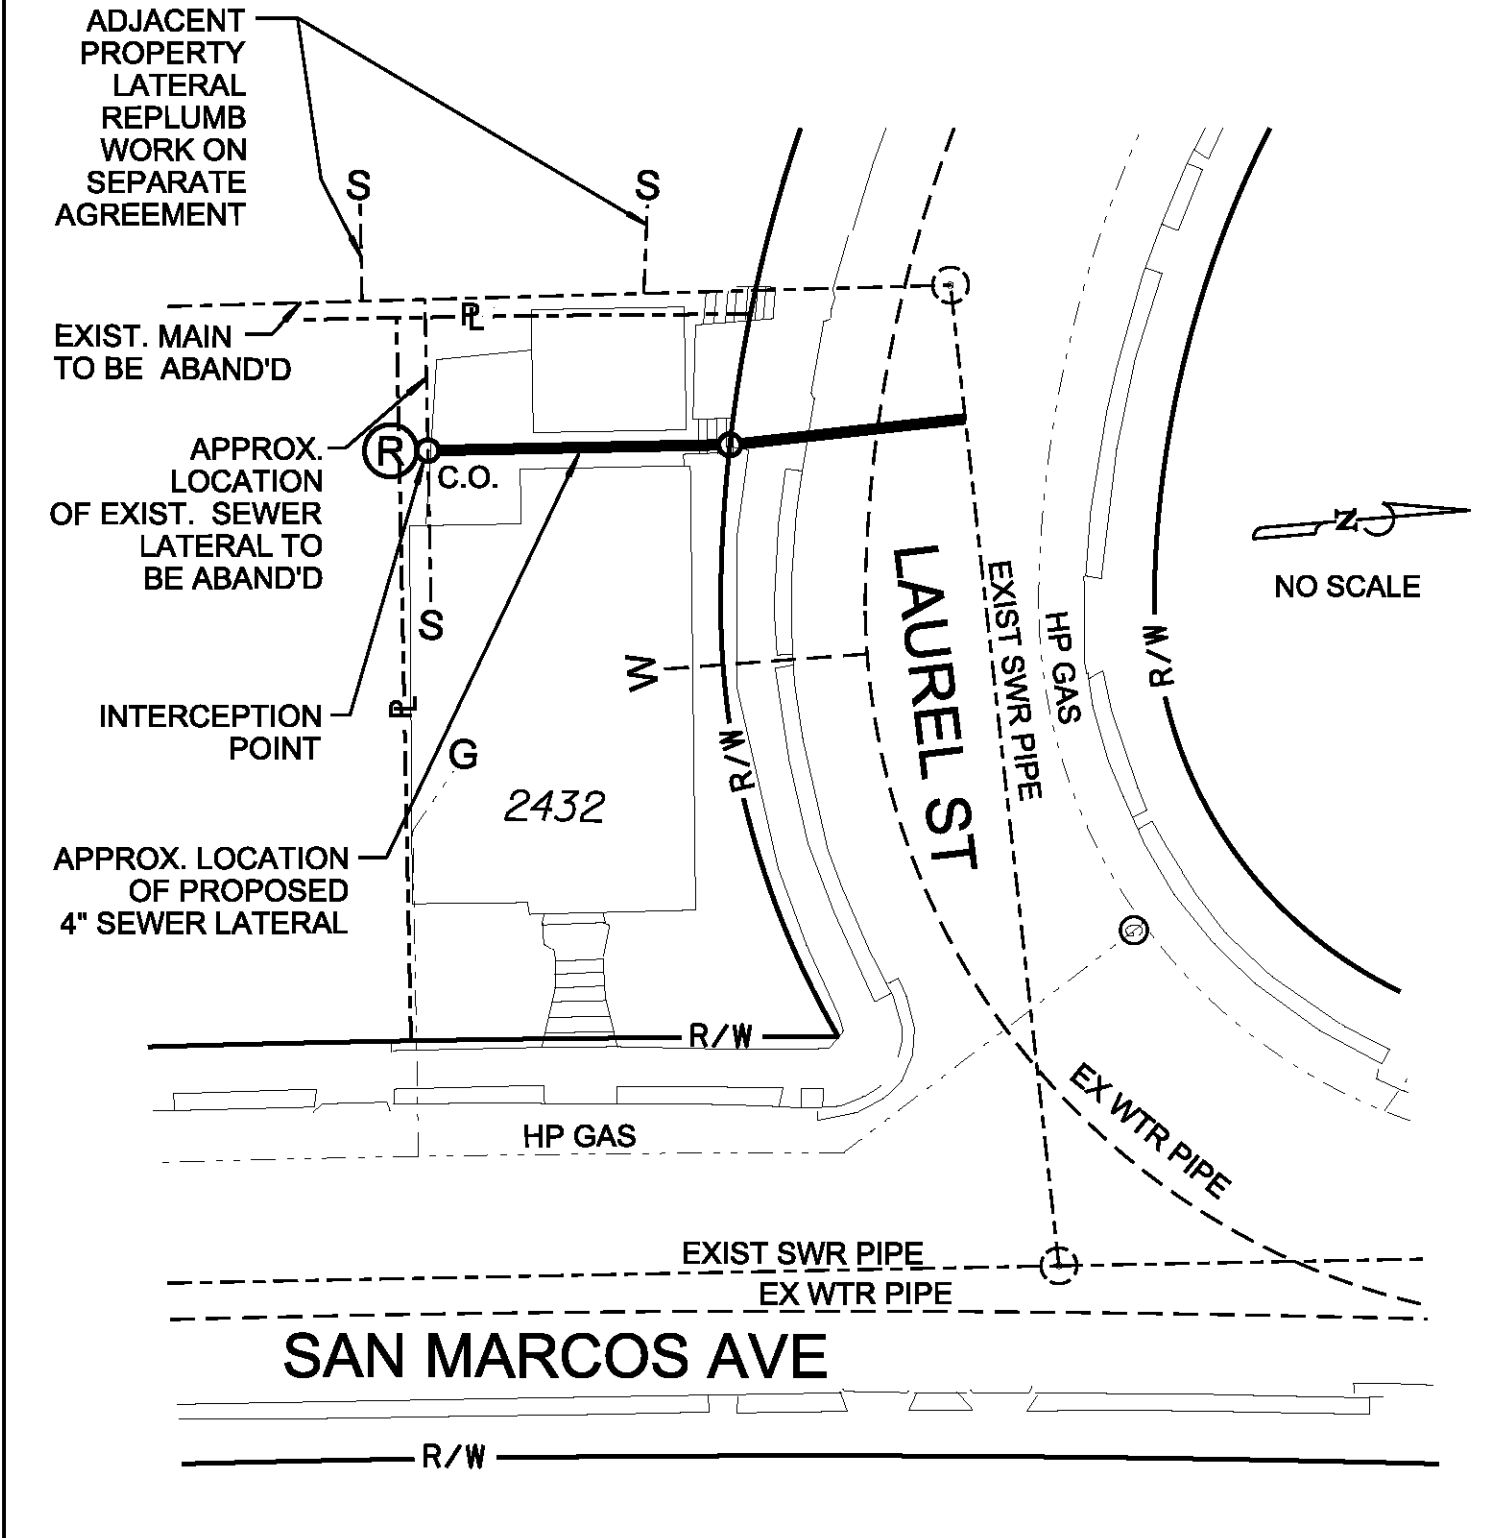 ADJACENT
PROPERTY
LATERAL
REPLUMB
WORK ON
SEPARATE
AGREEMENT
S
S
PL
EXIST. MAIN
TO BE ABAND'D
APPROX.
LOCATION
OF EXIST. SEWER
LATERAL TO
BE ABAND'D
R
C.O.
S
INTERCEPTION
POINT
PL
G
2432
APPROX. LOCATION
OF PROPOSED
4" SEWER LATERAL
W
R/W
LAUREL ST
EXIST SWR PIPE
HP GAS
R/W
N
NO SCALE
G
R/W
EX WTR PIPE
HP GAS
EXIST SWR PIPE
EX WTR PIPE
SAN MARCOS AVE
R/W